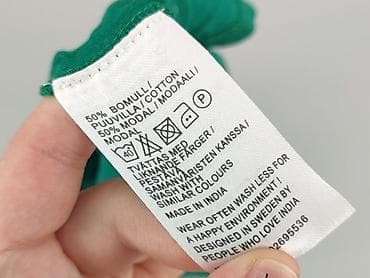 50% BOMULL /
PUUVILLA / COTTON
50% MODAL / MODAALI /
MODAL
40 P
TVÄTTAS MED
LIKNANDE FÄRGER /
PESTÄVÄ
SAMANVÄRISTEN KANSSA /
WASH WITH
SIMILAR COLOURS
MADE IN INDIA
WEAR OFTEN WASH LESS FOR
A HAPPY ENVIRONMENT!
DESIGNED IN SWEDEN BY
PEOPLE WHO LOVE INDIA